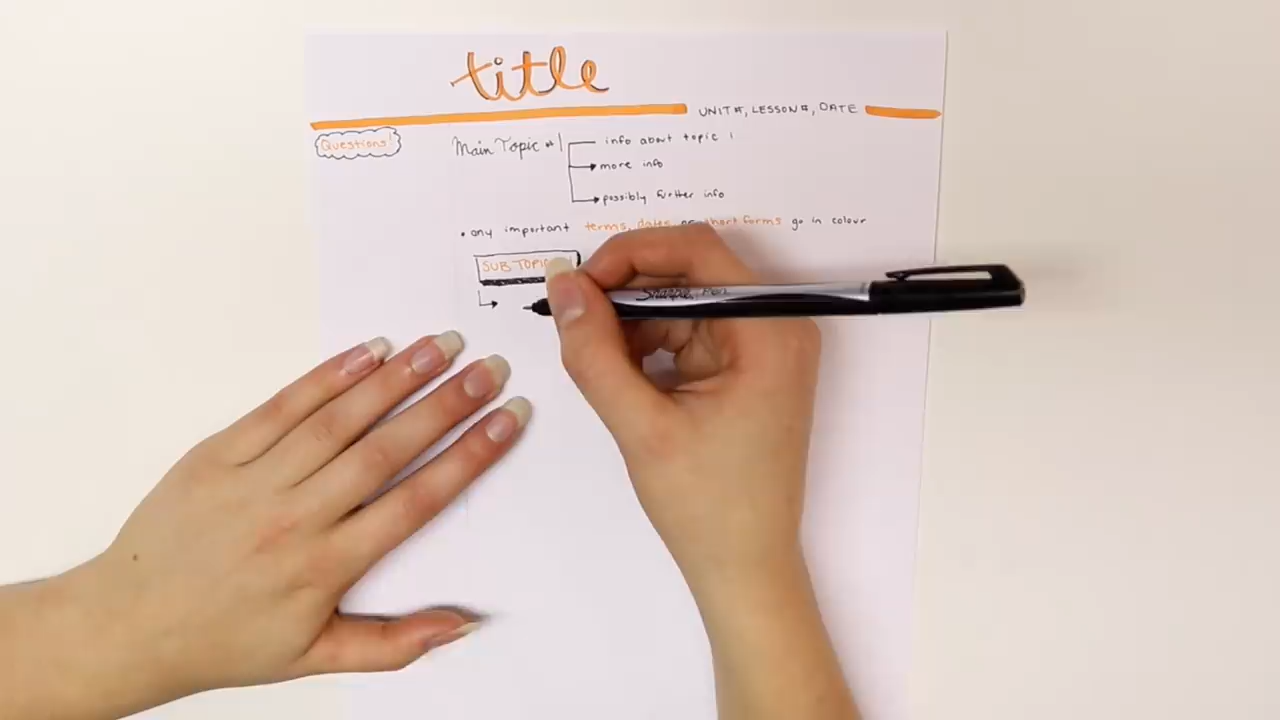 title
UNIT#, LESSON#, DATE
Questions!
Main Topic #1
info about topic 1
more info
possibly further info
• any important terms, dates or short forms go in colour
SUB TOPIC
PEN